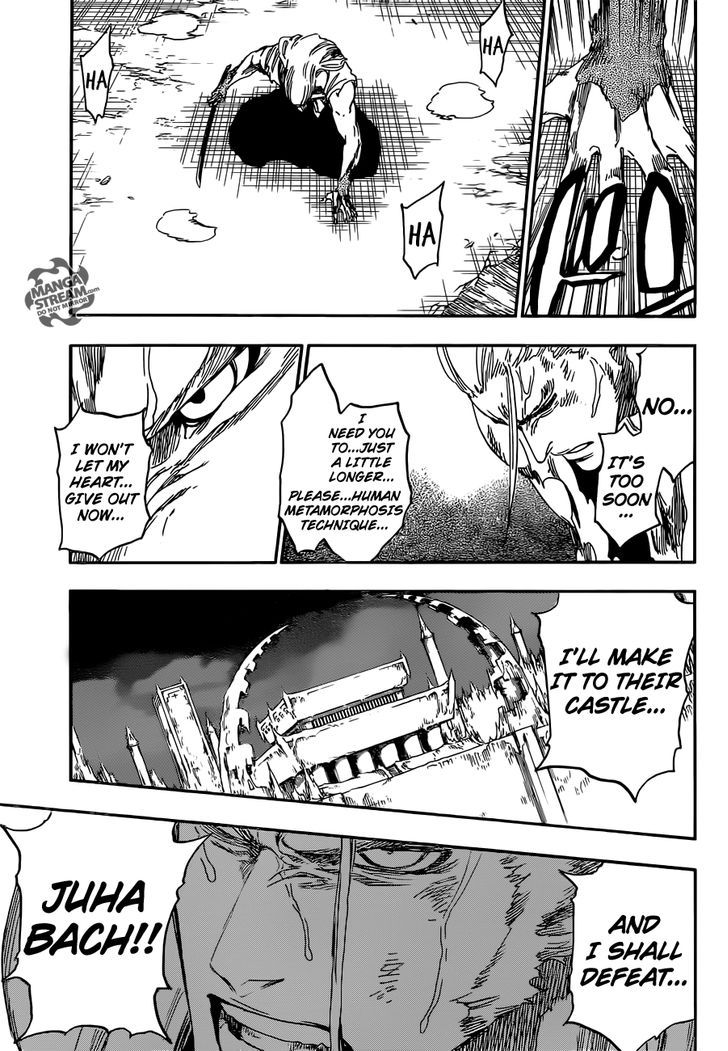 HA
HA
HA
MANGA
STREAM.com
DO NOT MIRROR
NO...
IT'S
TOO
SOON
...
I
NEED YOU
TO...JUST
A LITTLE
LONGER...
PLEASE...HUMAN
METAMORPHOSIS
TECHNIQUE...
I WON'T
LET MY
HEART...
GIVE OUT
NOW...
I'LL MAKE
IT TO THEIR
CASTLE...
AND
I SHALL
DEFEAT...
JUHA
BACH!!